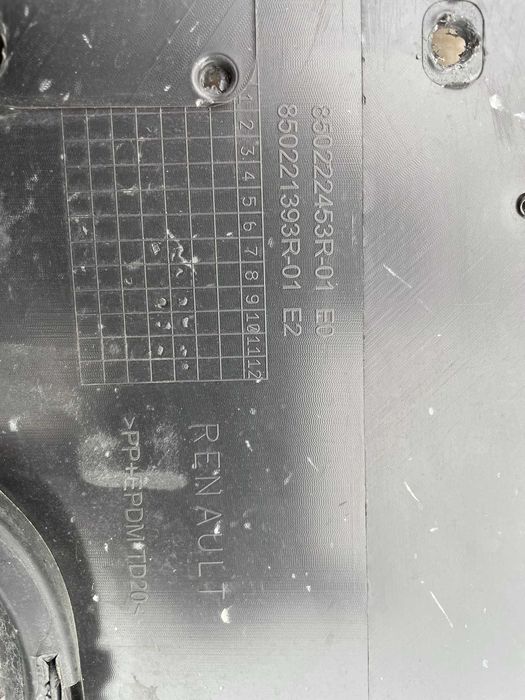 850222453R-01 E0
850221393R-01 E2
1 2 3 4 5 6 7 8 9 10 11 12
RENAULT
>PP+EPDM-TD20<